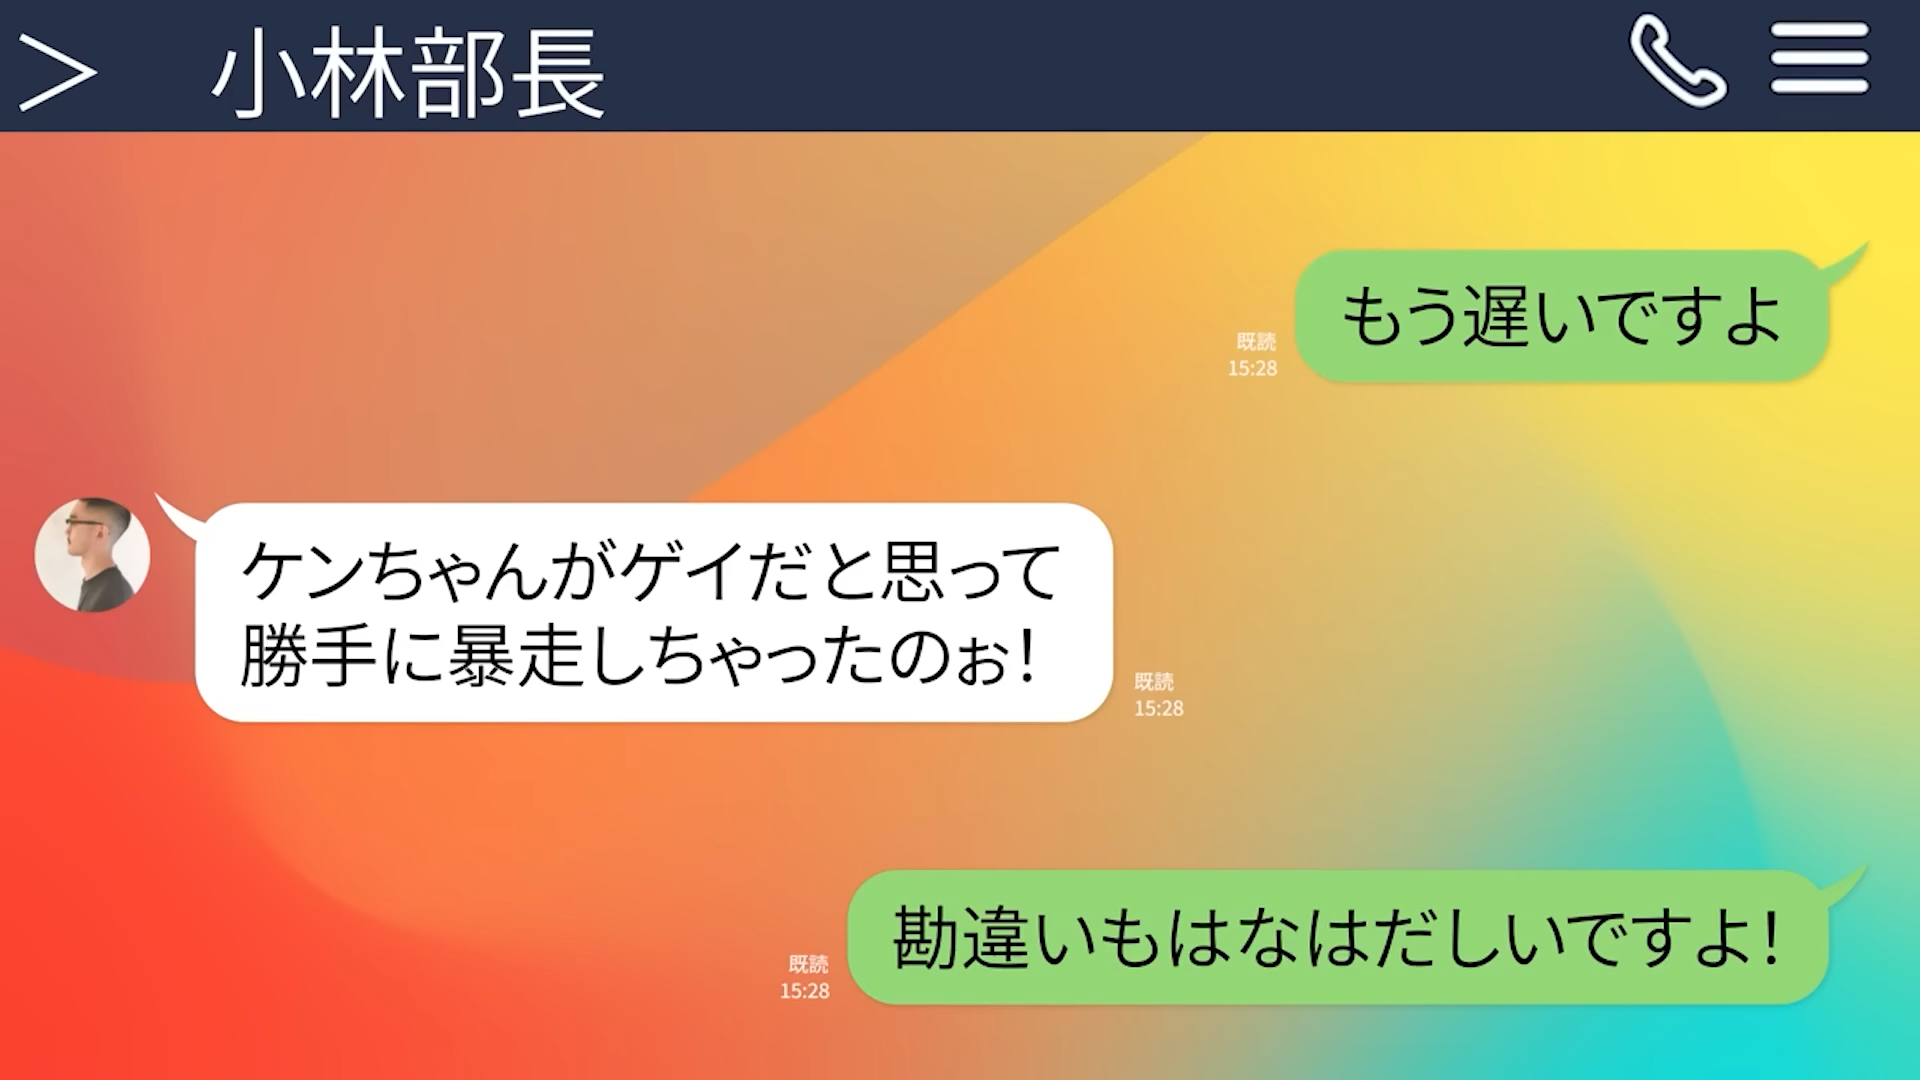 > 小林部長
もう遅いですよ
既読
15:28
ケンちゃんがゲイだと思って
勝手に暴走しちゃったのぉ！
既読
15:28
勘違いもはなはだしいですよ！
既読
15:28